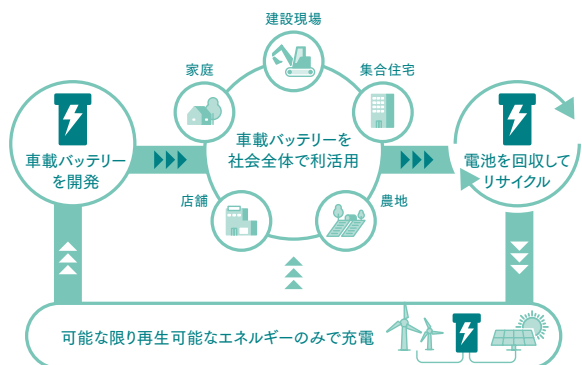 建設現場
家庭
集合住宅
車載バッテリー
を開発
車載バッテリーを
社会全体で利活用
電池を回収して
リサイクル
店舗
農地
可能な限り再生可能なエネルギーのみで充電